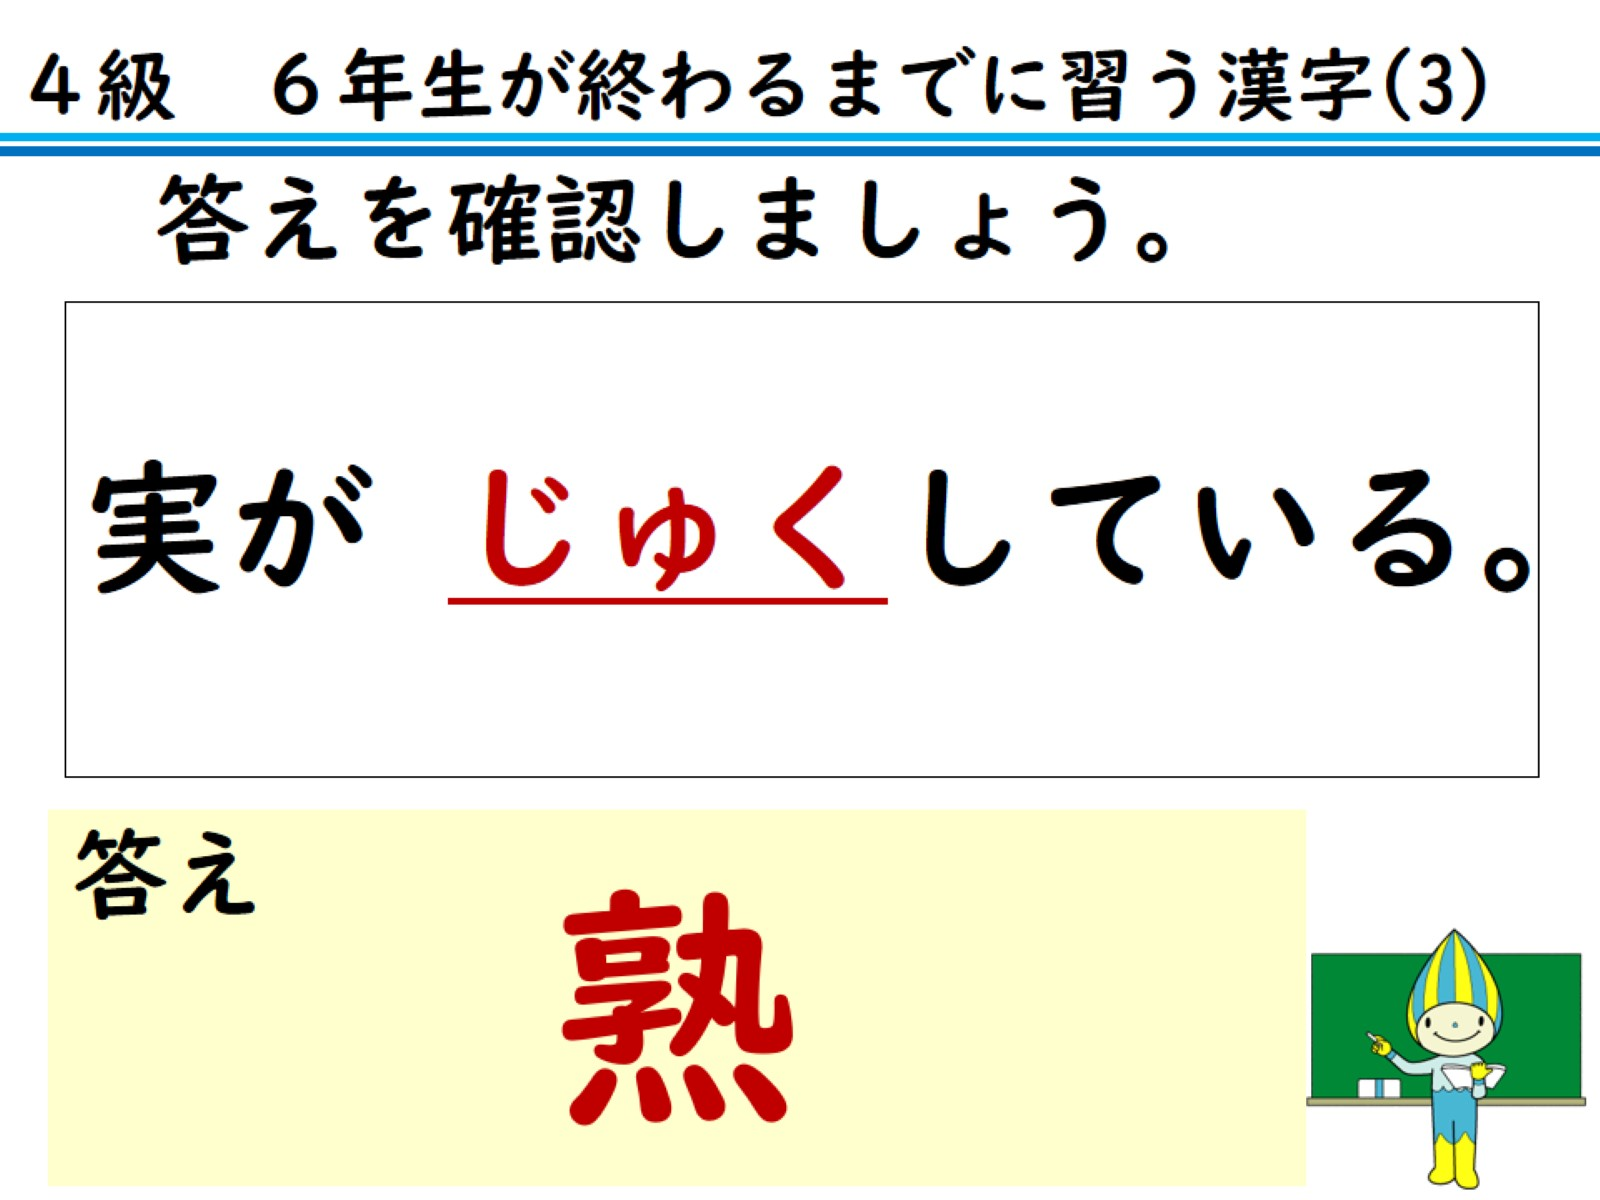 ４級　６年生が終わるまでに習う漢字(3)
答えを確認しましょう。
実が じゅくしている。
答え
熟